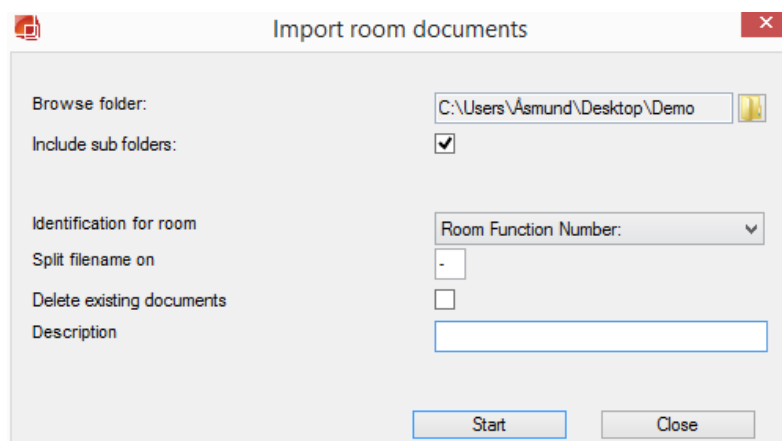 Import room documents
Browse folder: C:\Users\Åsmund\Desktop\Demo
Include sub folders:
Identification for room Room Function Number:
Split filename on -
Delete existing documents
Description
Start Close